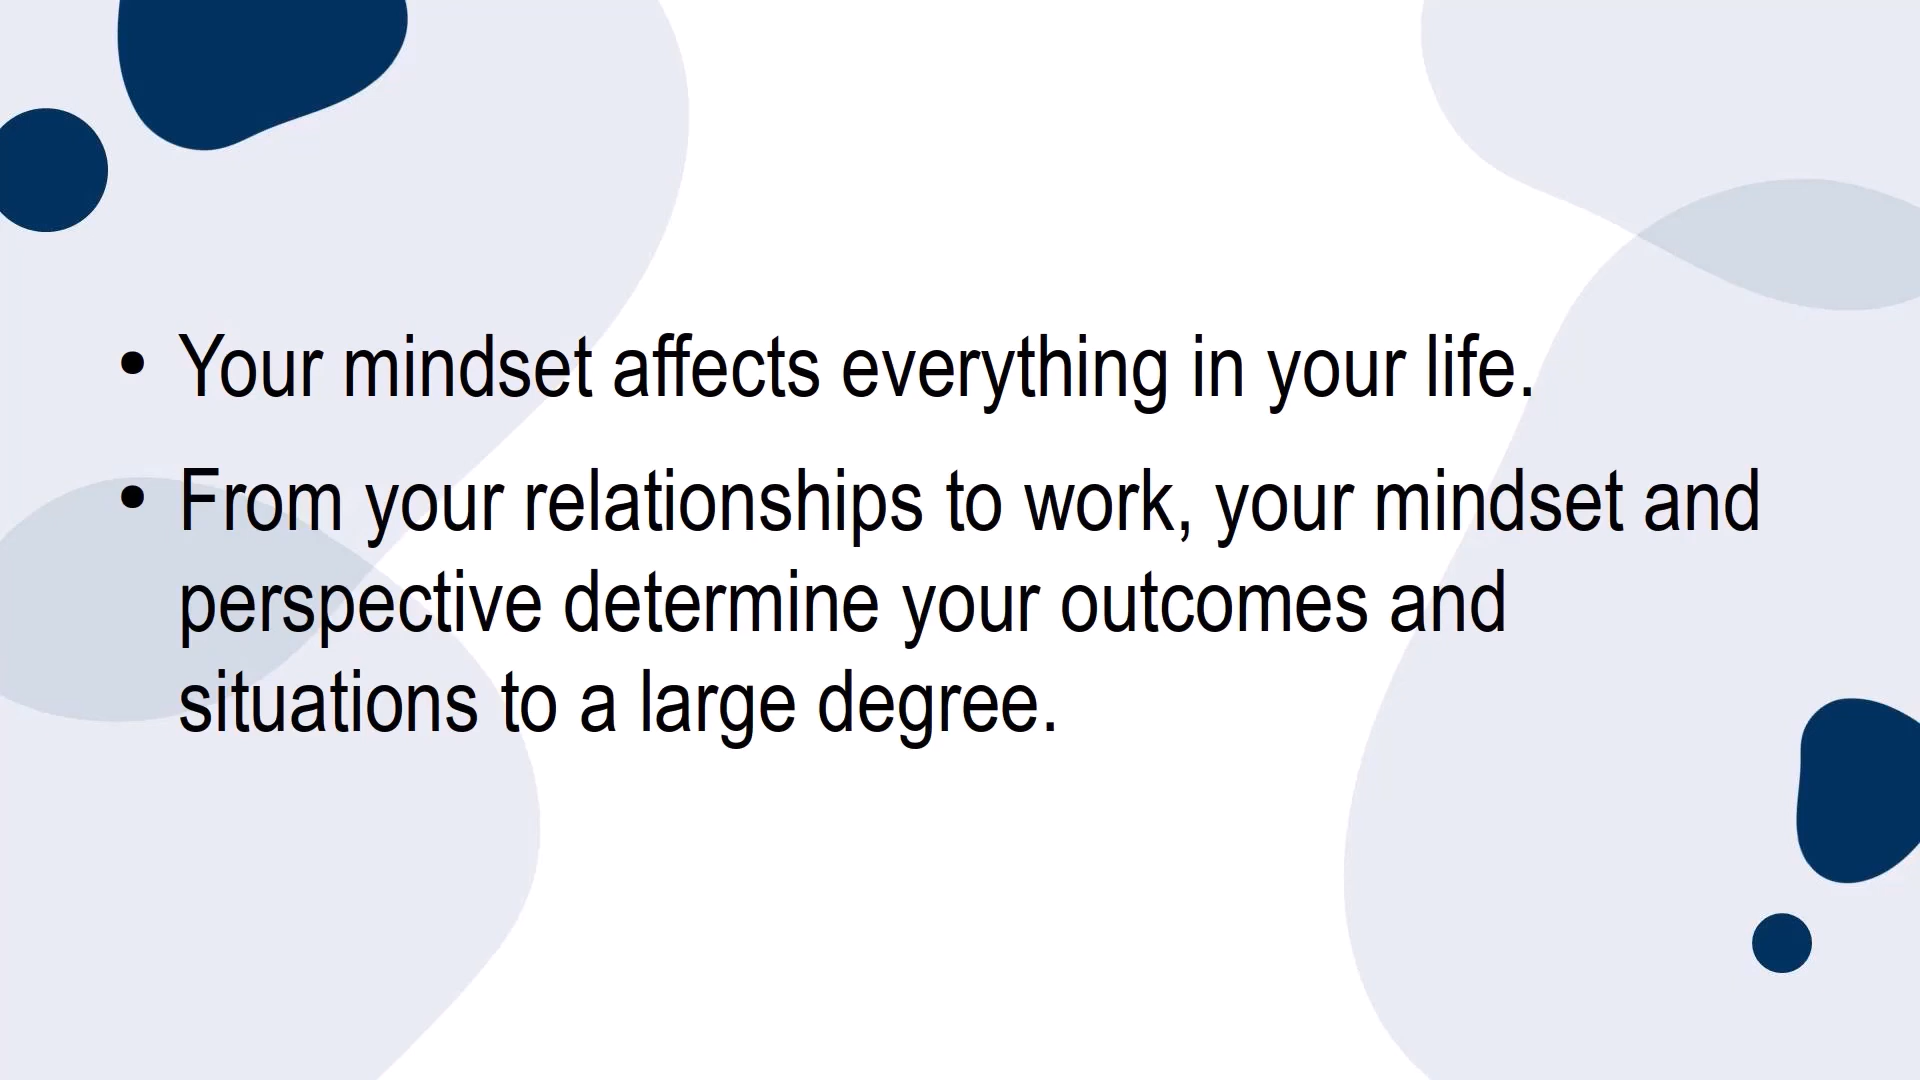 • Your mindset affects everything in your life.
• From your relationships to work, your mindset and
perspective determine your outcomes and
situations to a large degree.